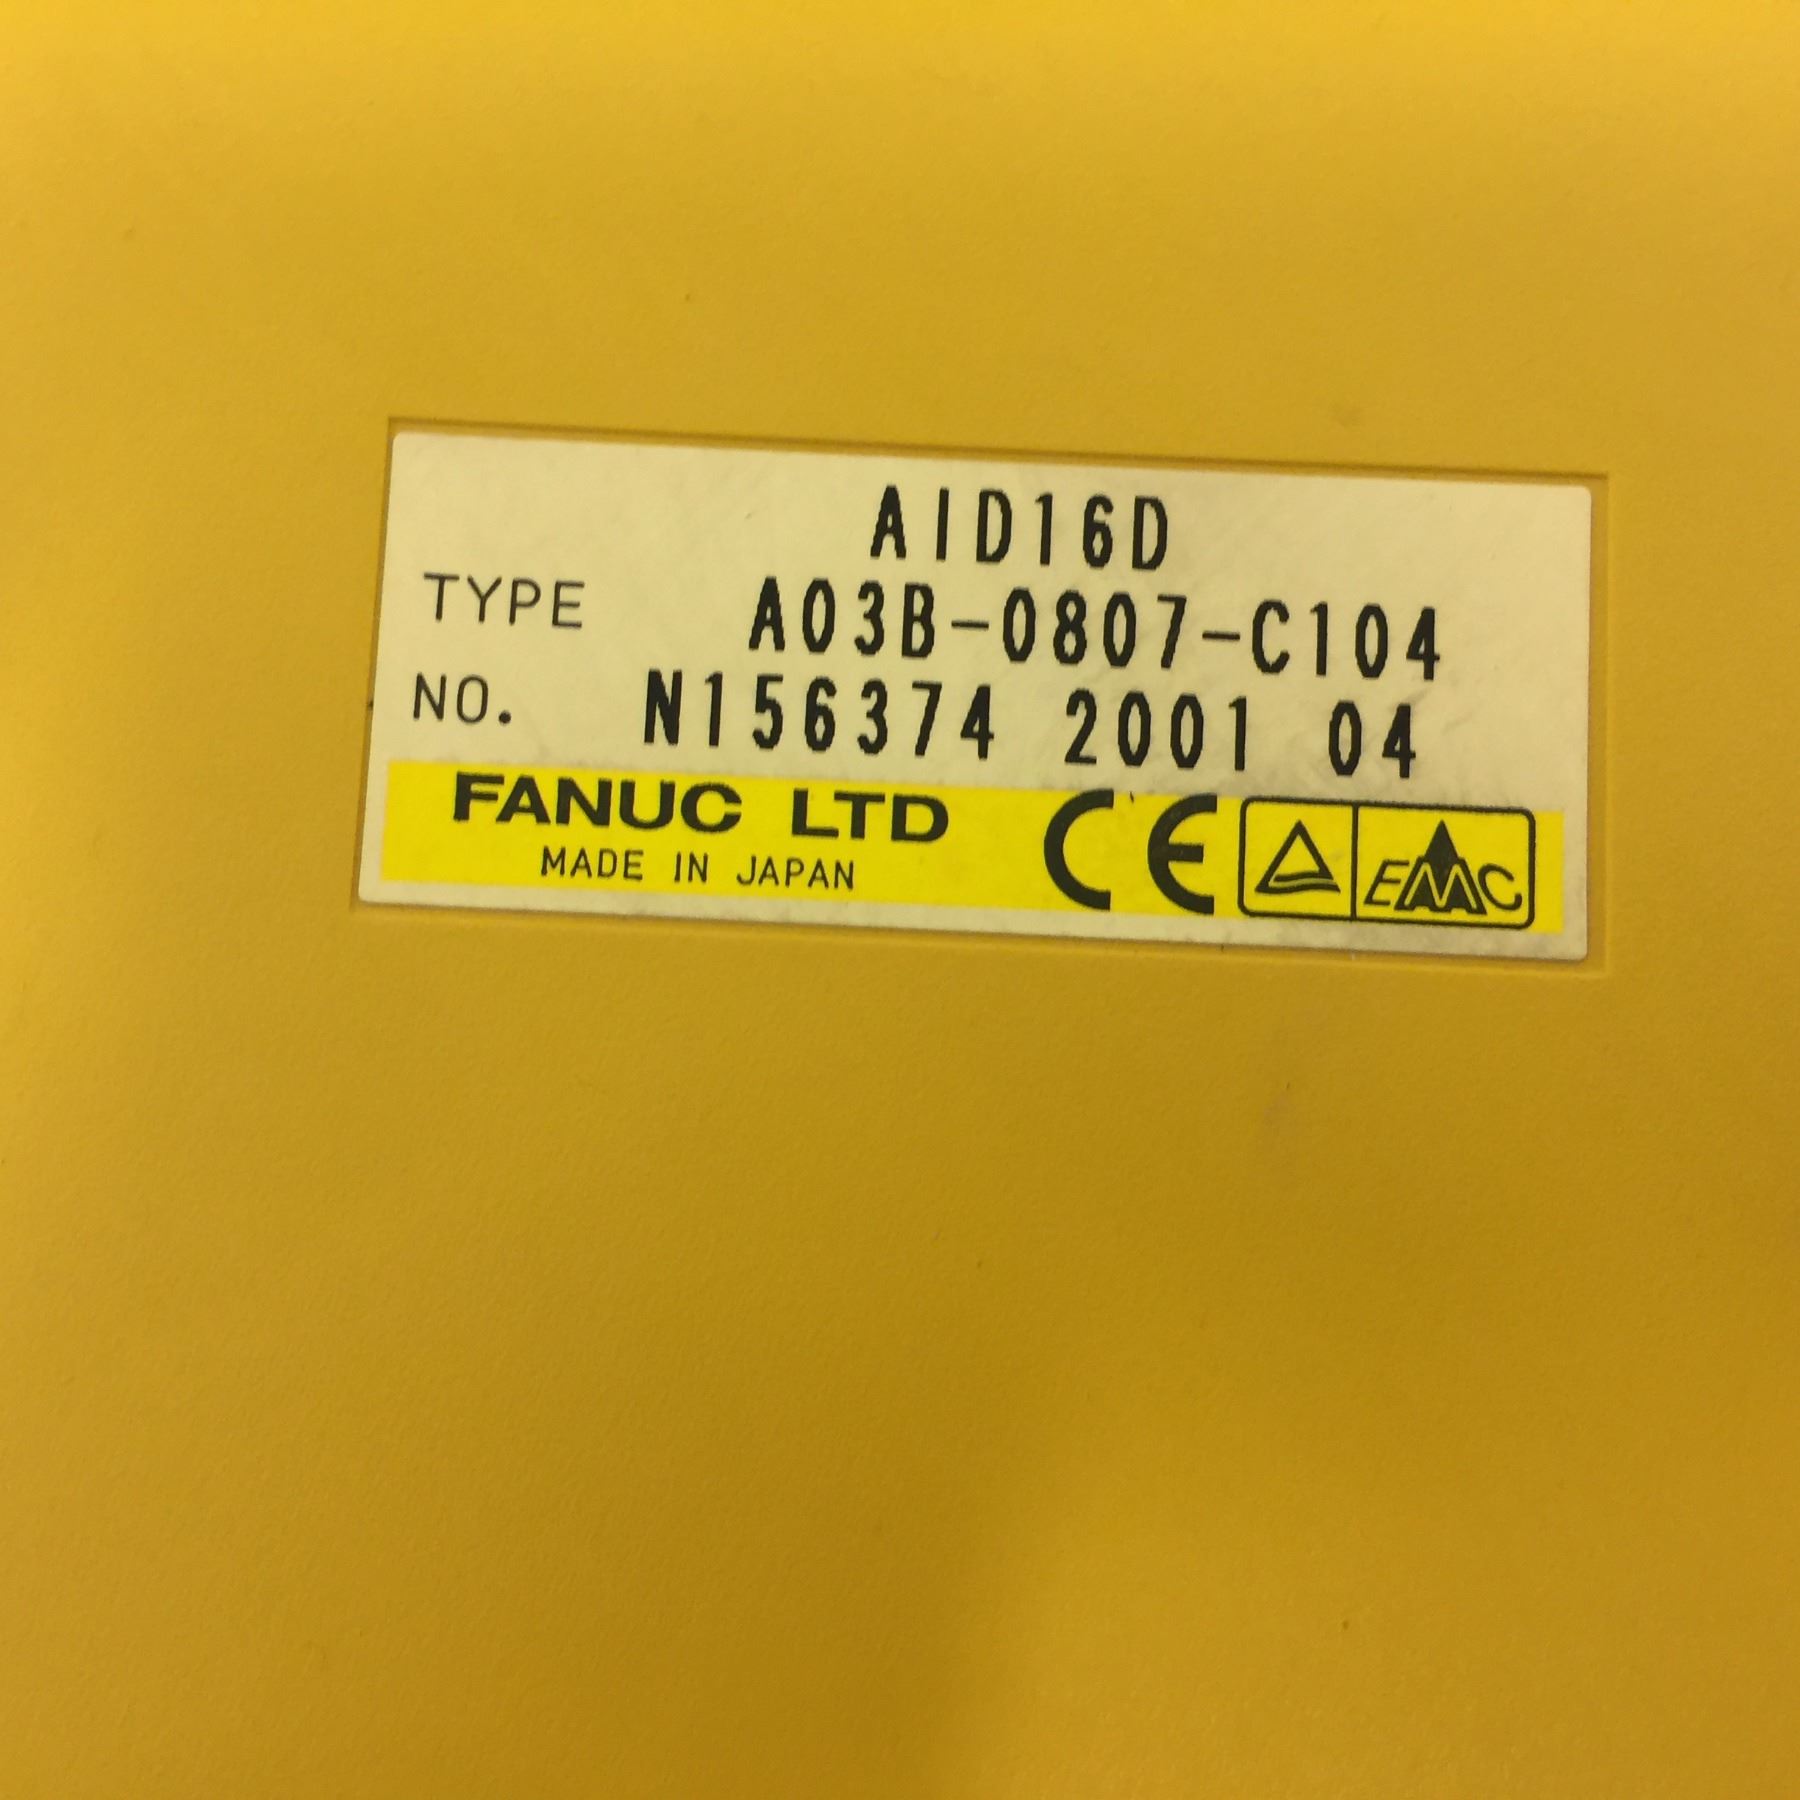 AID16D
TYPE A03B-0807-C104
NO. N156374 2001 04
FANUC LTD CE EMC
MADE IN JAPAN